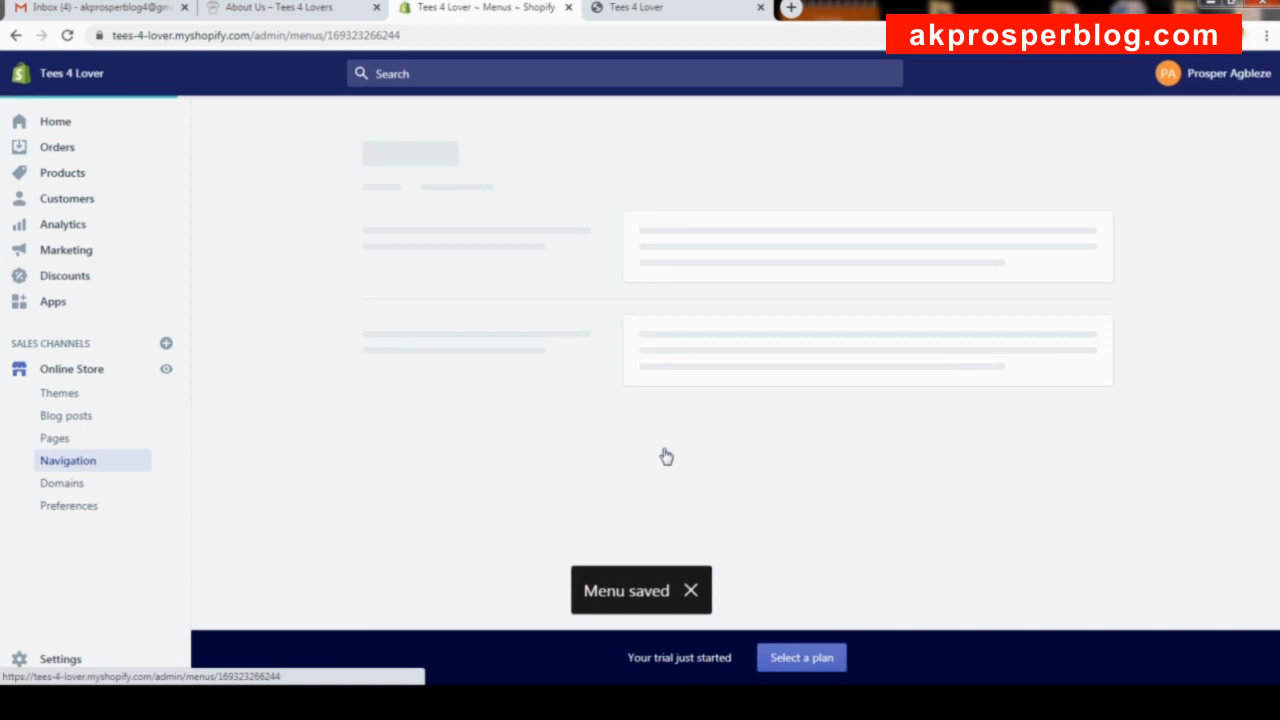 Inbox (4) - akprosperblog4@gm
About Us – Tees 4 Lovers
Tees 4 Lover ~ Menus ~ Shopify
Tees 4 Lover
tees-4-lover.myshopify.com/admin/menus/169323266244
akprosperblog.com
Tees 4 Lover
Search
PA
Prosper Agbleze
Home
Orders
Products
Customers
Analytics
Marketing
Discounts
Apps
SALES CHANNELS
Online Store
Themes
Blog posts
Pages
Navigation
Domains
Preferences
Menu saved
Settings
Your trial just started
Select a plan
https://tees-4-lover.myshopify.com/admin/menus/169323266244